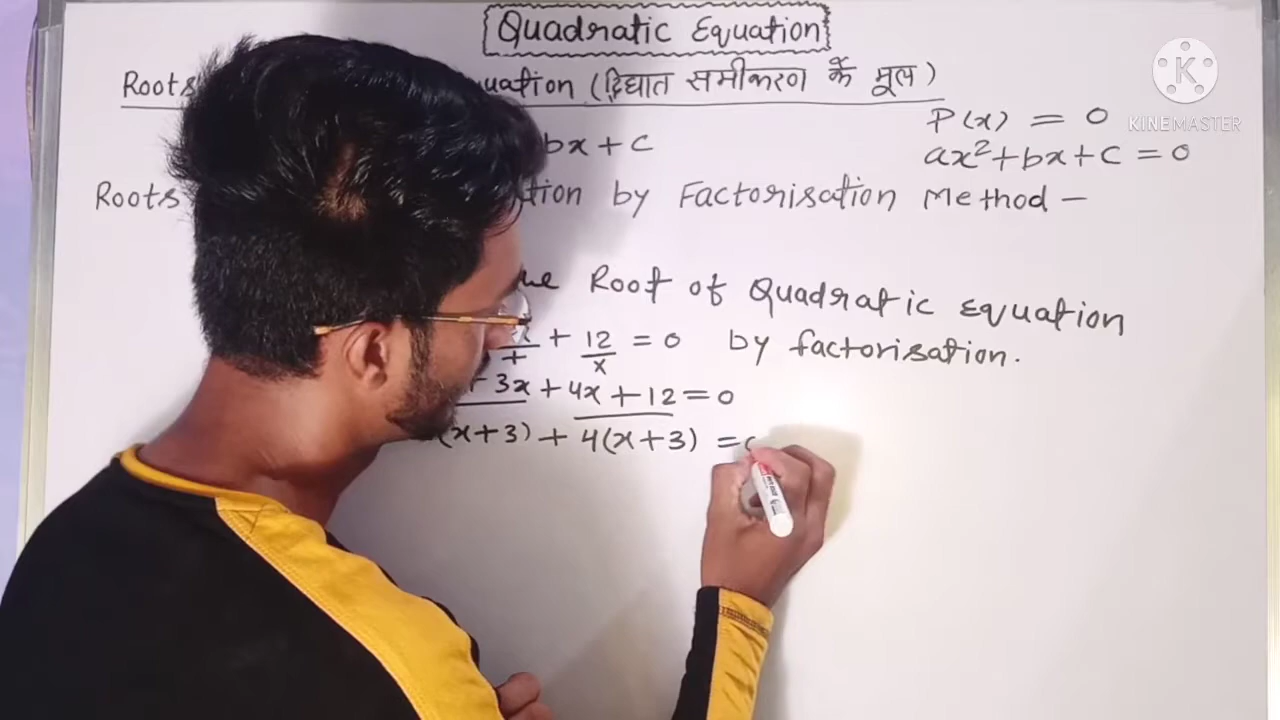 Quadratic Equation
Roots uation (द्विघात समीकरण के मूल)
P(x) = 0
bx + c
ax²+bx+c = 0
Roots tion by Factorisation Method –
Root of Quadratic Equation
+ 12/x = 0 by factorisation.
+ 3x + 4x + 12 = 0
(x+3) + 4(x+3) =
K
KINEMASTER